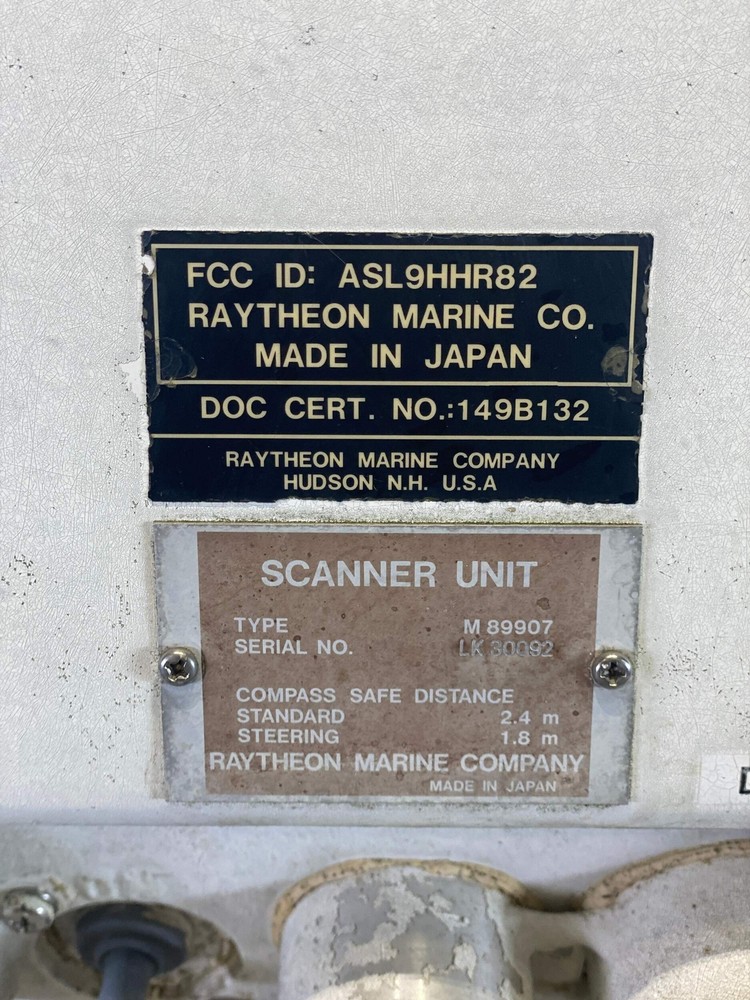 FCC ID: ASL9HHR82
RAYTHEON MARINE CO.
MADE IN JAPAN
DOC CERT. NO.:149B132
RAYTHEON MARINE COMPANY
HUDSON N.H. U.S.A
SCANNER UNIT
TYPE M 89907
SERIAL NO. LK
COMPASS SAFE DISTANCE
STANDARD 2.4 m
STEERING 1.8 m
RAYTHEON MARINE COMPANY
MADE IN JAPAN